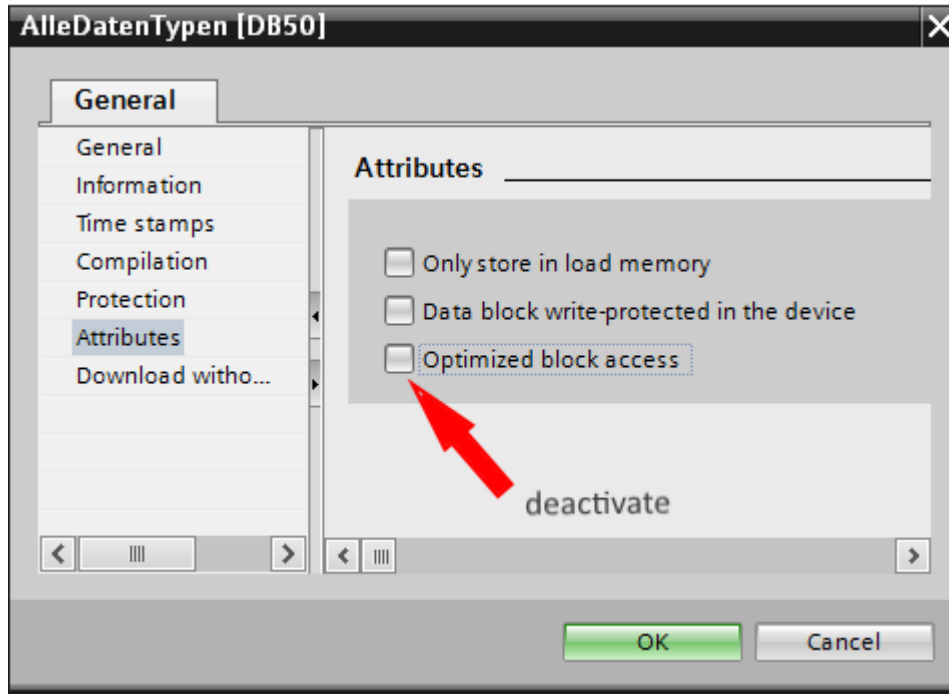 AlleDatenTypen [DB50]
General
General
Information
Time stamps
Compilation
Protection
Attributes
Download witho...
Attributes
Only store in load memory
Data block write-protected in the device
Optimized block access
deactivate
OK
Cancel